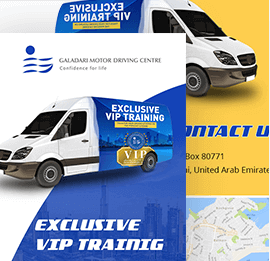 EXCLUSIVE
VIP TRAINING
GALADARI MOTOR DRIVING CENTRE
Confidence for life
EXCLUSIVE
VIP TRAINING
VIP
EXCLUSIVE
VIP TRAINIG
ONTACT U
Box 80771
i, United Arab Emirate